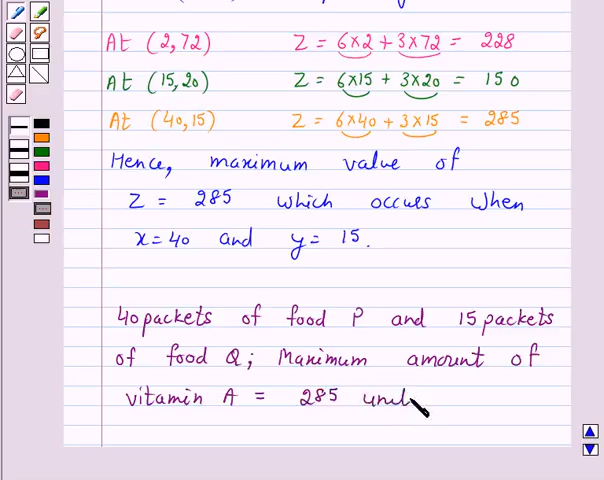 At (2,72) Z = 6×2 + 3×72 = 228
At (15,20) Z = 6×15 + 3×20 = 150
At (40,15) Z = 6×40 + 3×15 = 285
Hence, maximum value of
Z = 285 which occurs when
x=40 and y= 15.
40 packets of food P and 15 packets
of food Q; Maximum amount of
vitamin A = 285 unit